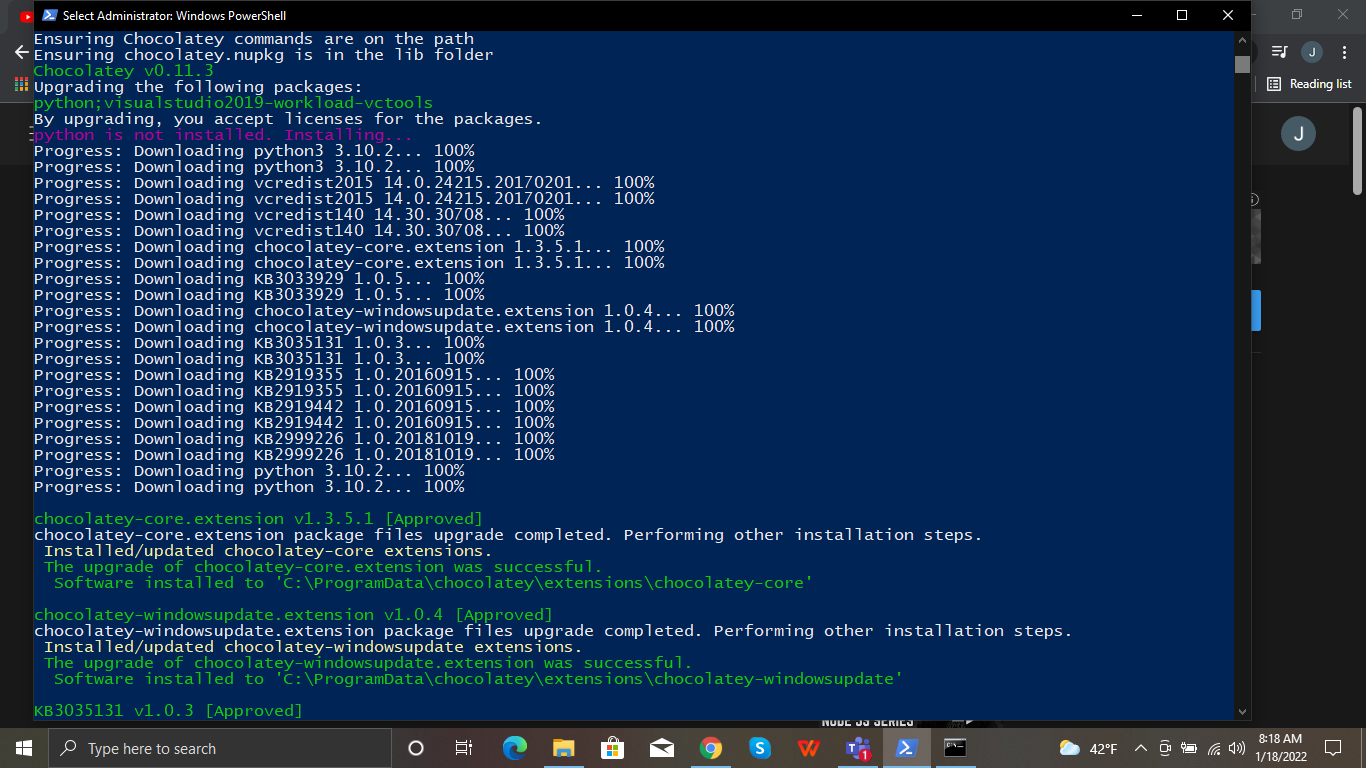 Select Administrator: Windows PowerShell
Ensuring Chocolatey commands are on the path
Ensuring chocolatey.nupkg is in the lib folder
Chocolatey v0.11.3
Upgrading the following packages:
python;visualstudio2019-workload-vctools
By upgrading, you accept licenses for the packages.
python is not installed. Installing...
Progress: Downloading python3 3.10.2... 100%
Progress: Downloading python3 3.10.2... 100%
Progress: Downloading vcredist2015 14.0.24215.20170201... 100%
Progress: Downloading vcredist2015 14.0.24215.20170201... 100%
Progress: Downloading vcredist140 14.30.30708... 100%
Progress: Downloading vcredist140 14.30.30708... 100%
Progress: Downloading chocolatey-core.extension 1.3.5.1... 100%
Progress: Downloading chocolatey-core.extension 1.3.5.1... 100%
Progress: Downloading KB3033929 1.0.5... 100%
Progress: Downloading KB3033929 1.0.5... 100%
Progress: Downloading chocolatey-windowsupdate.extension 1.0.4... 100%
Progress: Downloading chocolatey-windowsupdate.extension 1.0.4... 100%
Progress: Downloading KB3035131 1.0.3... 100%
Progress: Downloading KB3035131 1.0.3... 100%
Progress: Downloading KB2919355 1.0.20160915... 100%
Progress: Downloading KB2919355 1.0.20160915... 100%
Progress: Downloading KB2919442 1.0.20160915... 100%
Progress: Downloading KB2919442 1.0.20160915... 100%
Progress: Downloading KB2999226 1.0.20181019... 100%
Progress: Downloading KB2999226 1.0.20181019... 100%
Progress: Downloading python 3.10.2... 100%
Progress: Downloading python 3.10.2... 100%
chocolatey-core.extension v1.3.5.1 [Approved]
chocolatey-core.extension package files upgrade completed. Performing other installation steps.
Installed/updated chocolatey-core extensions.
The upgrade of chocolatey-core.extension was successful.
Software installed to 'C:\ProgramData\chocolatey\extensions\chocolatey-core'
chocolatey-windowsupdate.extension v1.0.4 [Approved]
chocolatey-windowsupdate.extension package files upgrade completed. Performing other installation steps.
Installed/updated chocolatey-windowsupdate extensions.
The upgrade of chocolatey-windowsupdate.extension was successful.
Software installed to 'C:\ProgramData\chocolatey\extensions\chocolatey-windowsupdate'
KB3035131 v1.0.3 [Approved]
J
Reading list
J
NODE JS SERIES
Type here to search
1
42°F
8:18 AM
1/18/2022